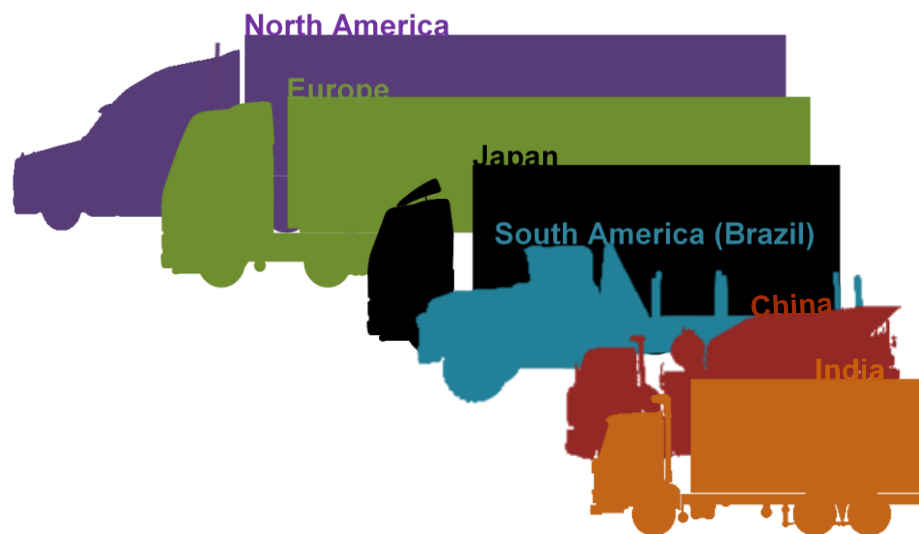 North America
Europe
Japan
South America (Brazil)
China
India